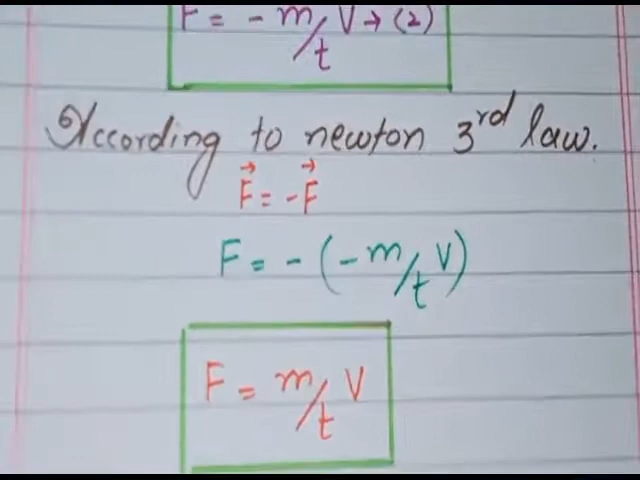 F = - m/t V → (2)
According to newton 3rd law.
F⃗ = -F⃗
F = - (-m/t V)
F = m/t V